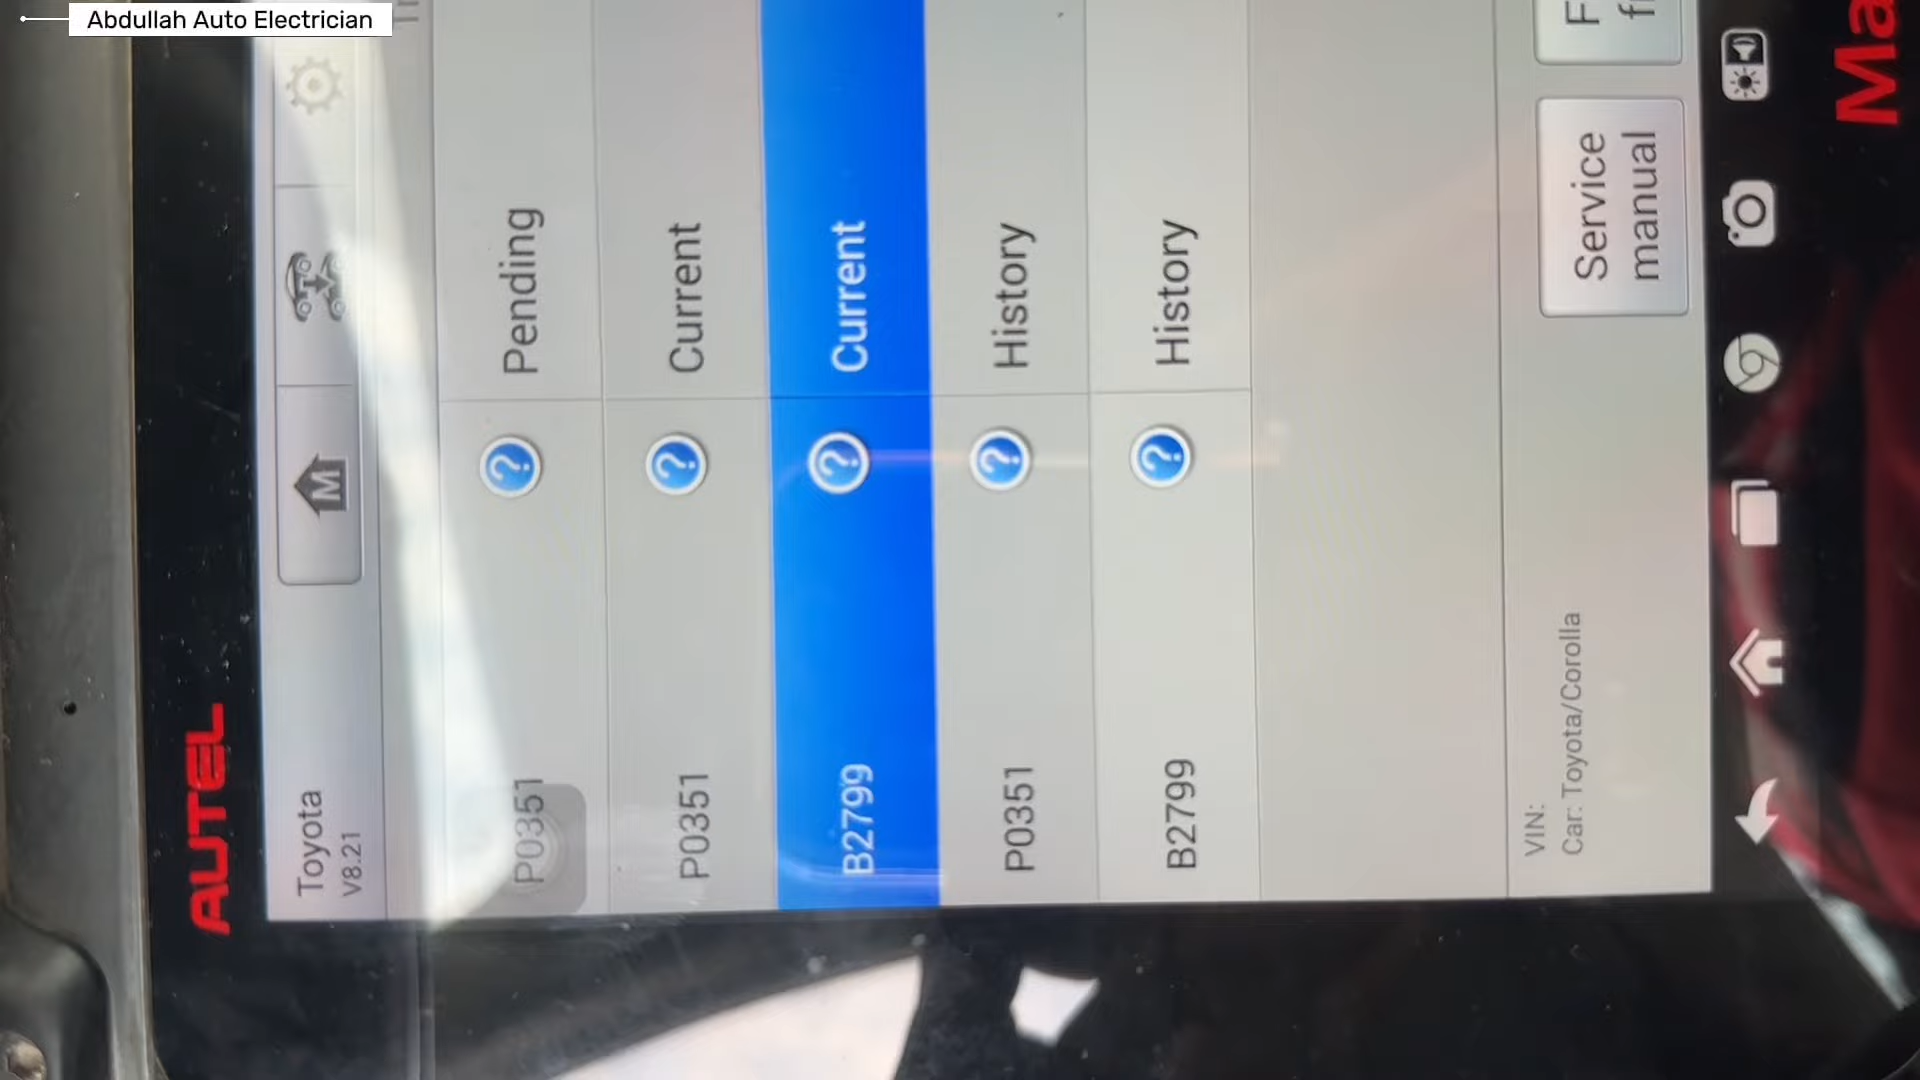 Abdullah Auto Electrician
AUTEL
Toyota
V8.21
P0351 Pending
P0351 Current
B2799 Current
P0351 History
B2799 History
VIN:
Car: Toyota/Corolla
Service
manual